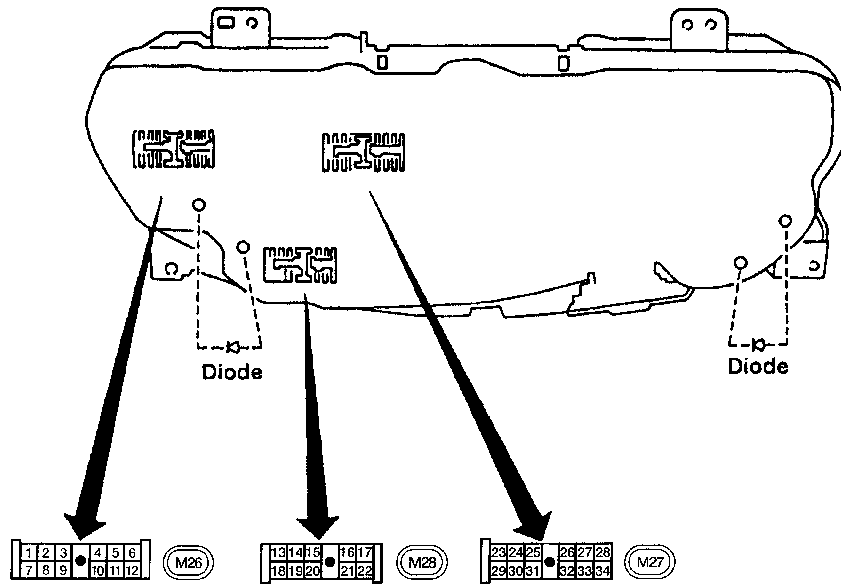 Diode
Diode
1 2 3 4 5 6 M26
7 8 9 10 11 12
13 14 15 16 17 M28
18 19 20 21 22
23 24 25 26 27 28 M27
29 30 31 32 33 34